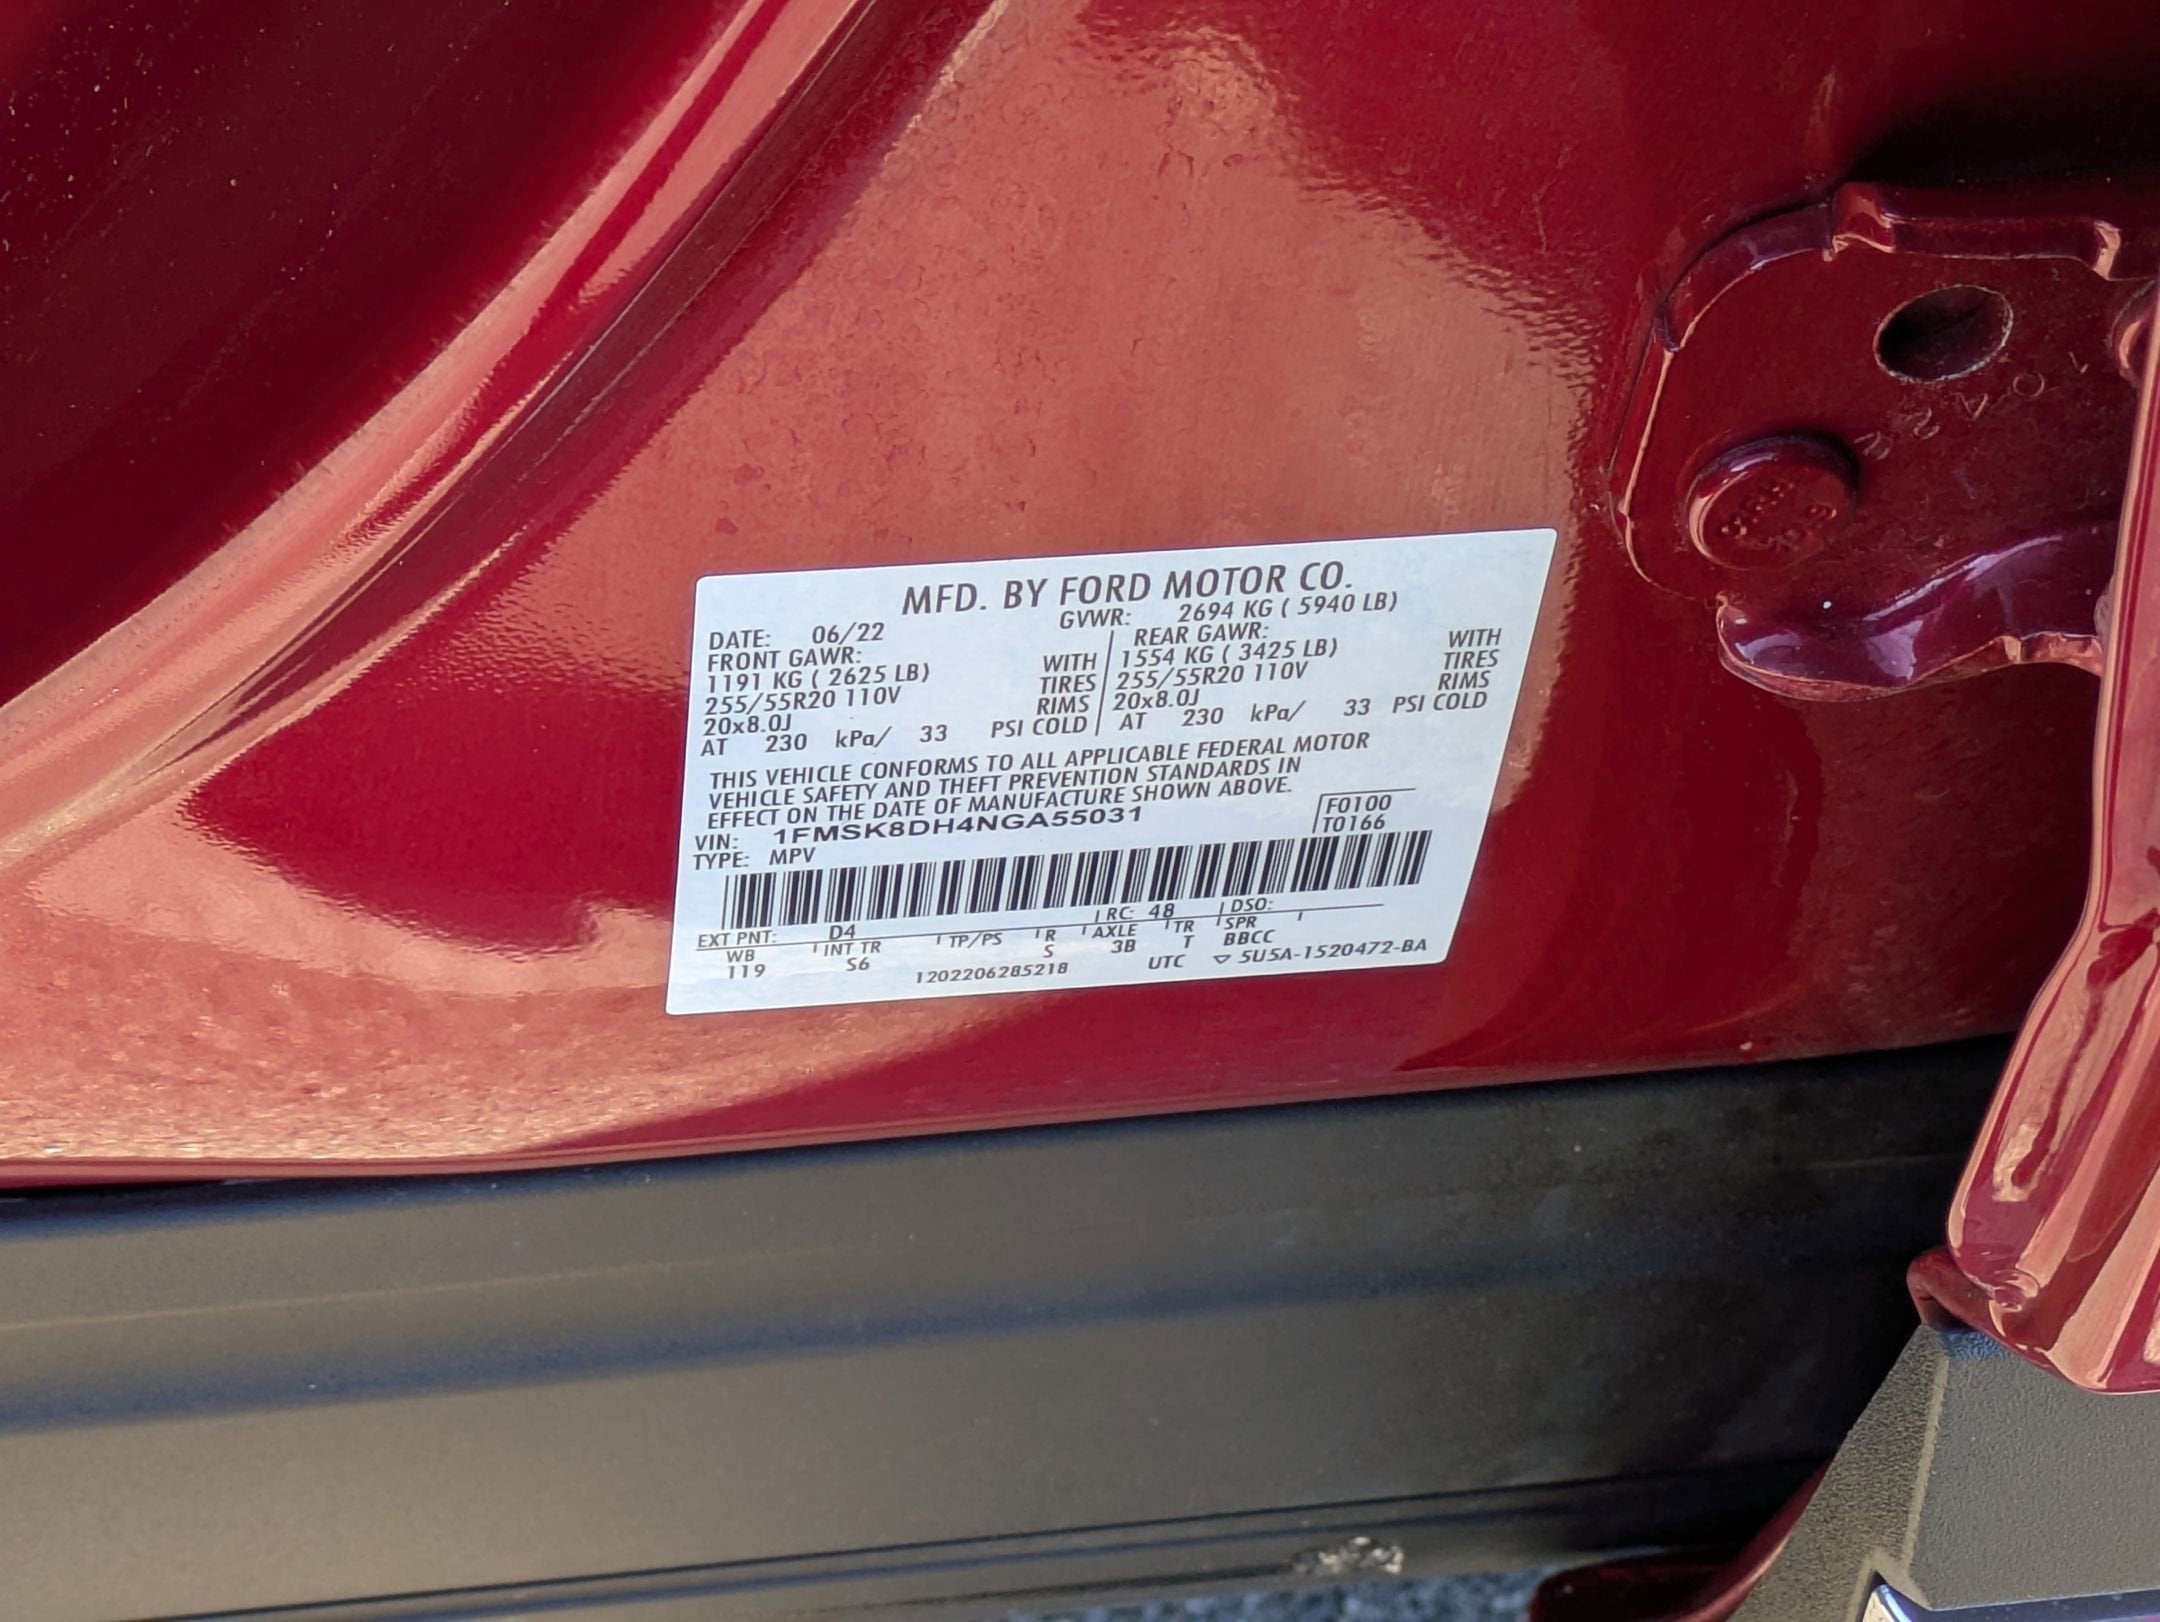 MFD. BY FORD MOTOR CO.
DATE: 06/22 GVWR: 2694 KG ( 5940 LB)
FRONT GAWR: REAR GAWR:
1191 KG ( 2625 LB) WITH 1554 KG ( 3425 LB) WITH
255/55R20 110V TIRES 255/55R20 110V TIRES
20x8.0J RIMS 20x8.0J RIMS
AT 230 kPa/ 33 PSI COLD AT 230 kPa/ 33 PSI COLD
THIS VEHICLE CONFORMS TO ALL APPLICABLE FEDERAL MOTOR
VEHICLE SAFETY AND THEFT PREVENTION STANDARDS IN
EFFECT ON THE DATE OF MANUFACTURE SHOWN ABOVE.
VIN: 1FMSK8DH4NGA55031 F0100
TYPE: MPV T0166
EXT PNT: D4 RC: 48 DSO:
WB INT TR TP/PS R AXLE TR SPR
119 S6 S 3B T BBCC
1202206285218 UTC ▽ 5U5A-1520472-BA